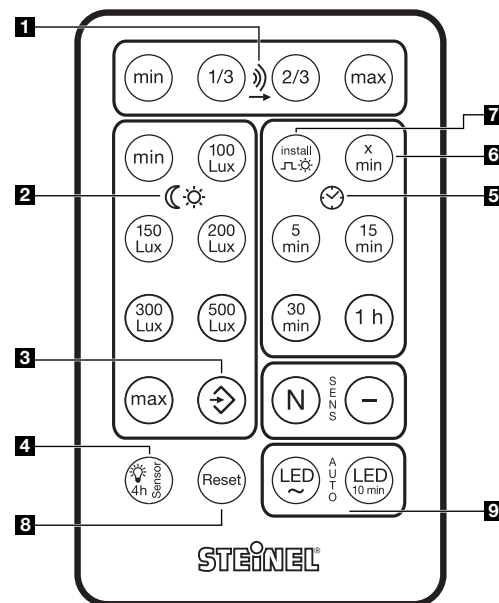 1
min 1/3 2/3 max
7
min 100 Lux install x min
6
2
5
150 Lux 200 Lux 5 min 15 min
300 Lux 500 Lux 30 min 1 h
3
max N SENS −
4
4h Sensor Reset LED ~ AUTO LED 10 min
8
9
STEINEL®